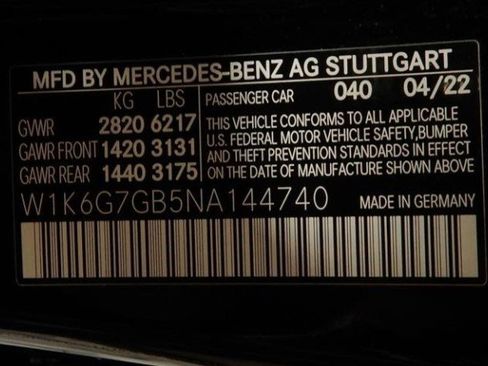 MFD BY MERCEDES-BENZ AG STUTTGART
KG LBS
GVWR 2820 6217
GAWR FRONT 1420 3131
GAWR REAR 1440 3175
PASSENGER CAR 040 04/22
THIS VEHICLE CONFORMS TO ALL APPLICABLE
U.S. FEDERAL MOTOR VEHICLE SAFETY, BUMPER
AND THEFT PREVENTION STANDARDS IN EFFECT
ON THE DATE OF MANUFACTURE SHOWN ABOVE.
W1K6G7GB5NA144740 MADE IN GERMANY